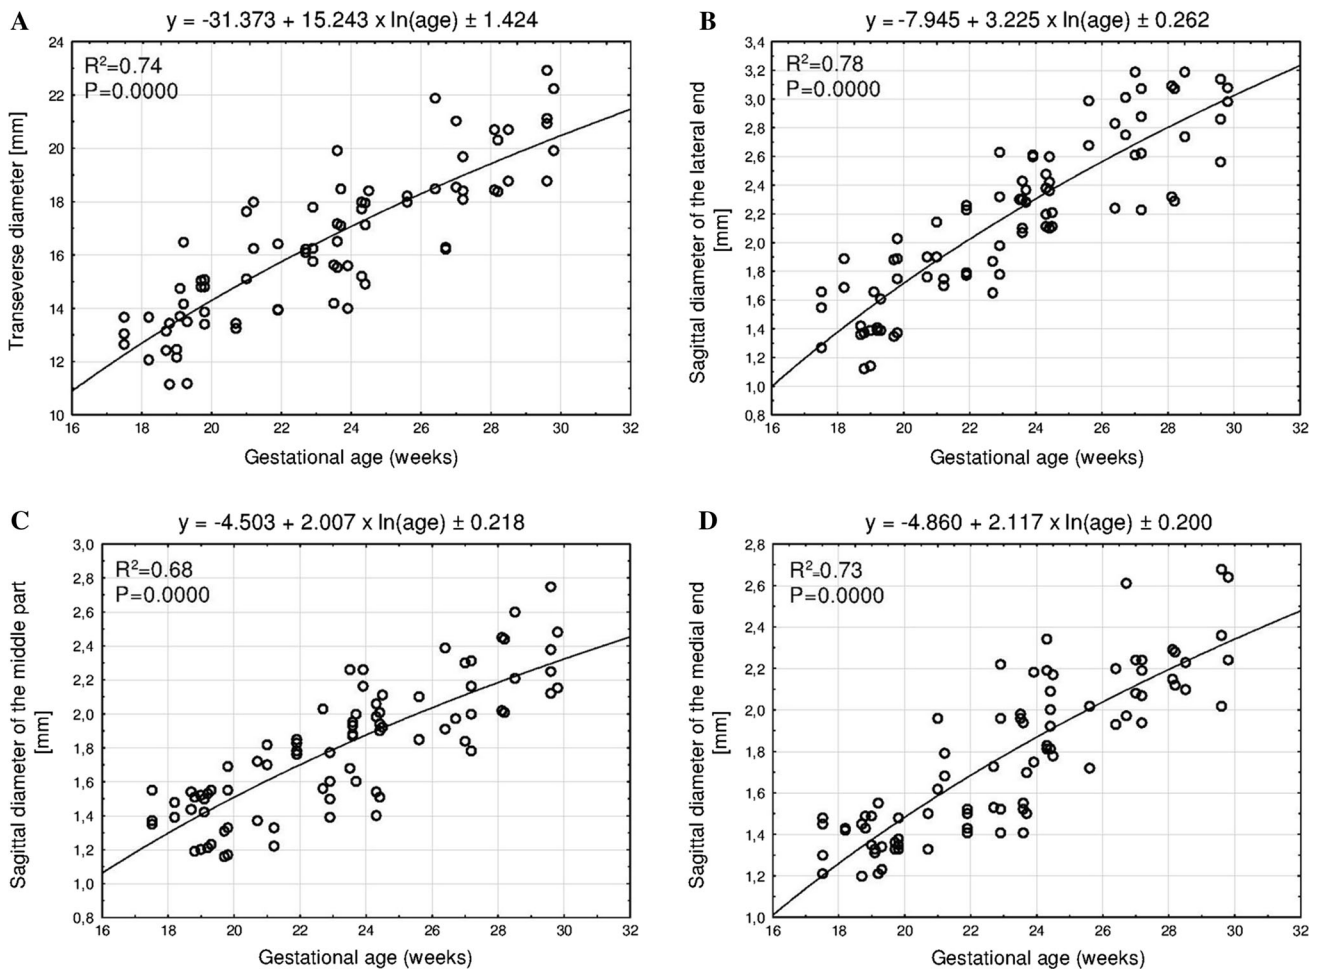 A
y = -31.373 + 15.243 x ln(age) ± 1.424
R²=0.74
P=0.0000
Transeverse diameter [mm]
24
22
20
18
16
14
12
10
16 20 22 24 26 28 30 32
Gestational age (weeks)
B
y = -7.945 + 3.225 x ln(age) ± 0.262
R²=0.78
P=0.0000
Sagittal diameter of the lateral end
[mm]
3,4
3,2
3,0
2,8
2,6
2,4
2,2
2,0
1,8
1,6
1,4
1,2
1,0
0,8
16 18 20 22 24 26 28 30 32
Gestational age (weeks)
C
y = -4.503 + 2.007 x ln(age) ± 0.218
R²=0.68
P=0.0000
Sagittal diameter of the middle part
[mm]
3,0
2,8
2,6
2,4
2,2
2,0
1,8
1,6
1,4
1,2
1,0
0,8
16 18 20 22 24 26 28 30 32
Gestational age (weeks)
D
y = -4.860 + 2.117 x ln(age) ± 0.200
R²=0.73
P=0.0000
Sagittal diameter of the medial end
[mm]
2,8
2,6
2,4
2,2
2,0
1,8
1,6
1,4
1,2
1,0
16 18 20 22 24 26 28 30 32
Gestational age (weeks)